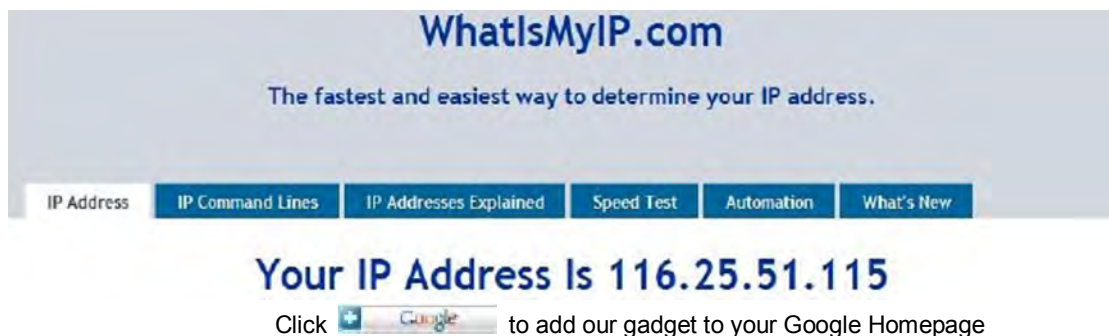 WhatIsMyIP.com
The fastest and easiest way to determine your IP address.
IP Address IP Command Lines IP Addresses Explained Speed Test Automation What's New
Your IP Address Is 116.25.51.115
Click Google to add our gadget to your Google Homepage